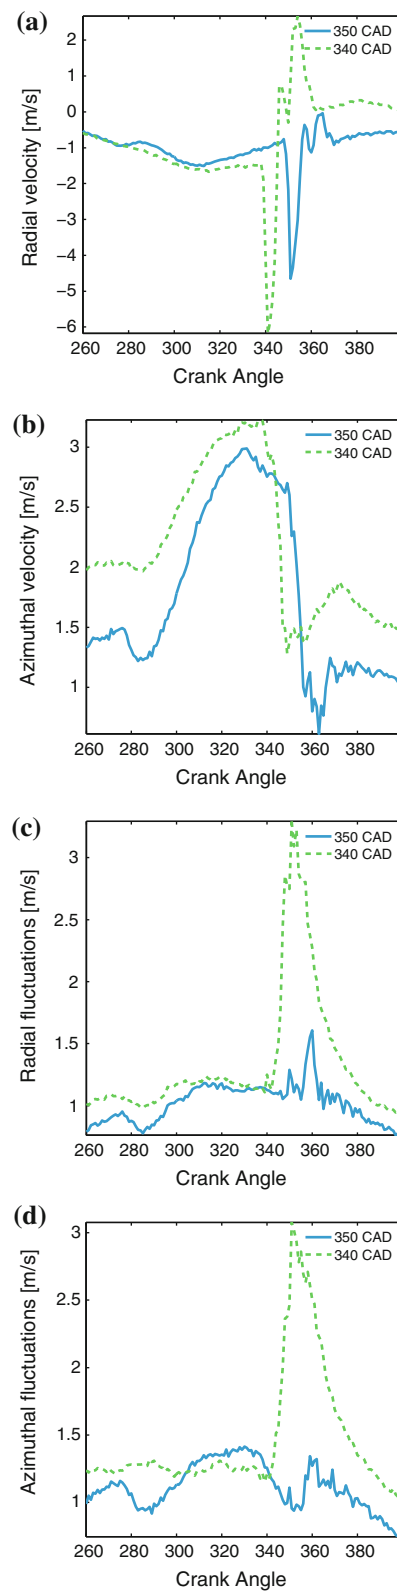 (a)
350 CAD
340 CAD
2
1
0
−1
−2
−3
−4
−5
−6
Radial velocity [m/s]
260 280 300 320 340 360 380
Crank Angle
(b)
350 CAD
340 CAD
3
2.5
2
1.5
1
Azimuthal velocity [m/s]
260 280 300 320 340 360 380
Crank Angle
(c)
350 CAD
340 CAD
3
2.5
2
1.5
1
Radial fluctuations [m/s]
260 280 300 320 340 360 380
Crank Angle
(d)
350 CAD
340 CAD
3
2.5
2
1.5
1
Azimuthal fluctuations [m/s]
260 280 300 320 340 360 380
Crank Angle